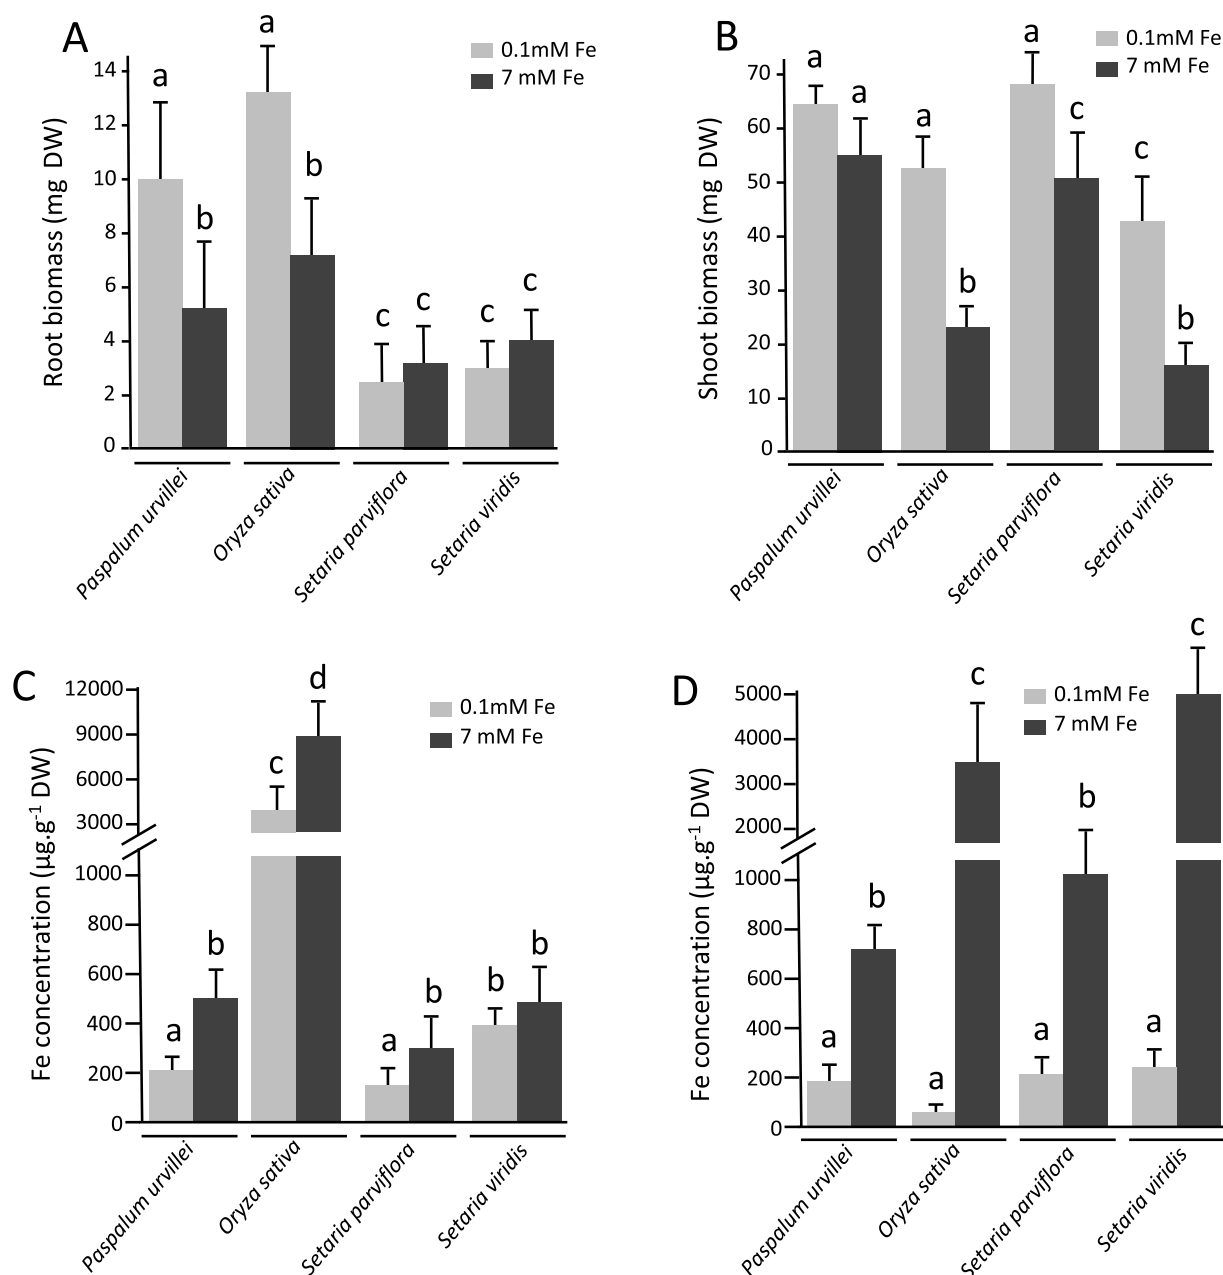 A
0.1mM Fe
7 mM Fe
Root biomass (mg DW)
14
12
10
8
6
4
2
0
a
b
a
b
c
c
c
c
Paspalum urvillei
Oryza sativa
Setaria parviflora
Setaria viridis
B
0.1mM Fe
7 mM Fe
Shoot biomass (mg DW)
70
60
50
40
30
20
10
0
a
a
a
b
a
c
c
b
Paspalum urvillei
Oryza sativa
Setaria parviflora
Setaria viridis
C
0.1mM Fe
7 mM Fe
Fe concentration (µg.g-1 DW)
12000
9000
6000
3000
1000
800
600
400
200
0
a
b
c
d
a
b
b
b
Paspalum urvillei
Oryza sativa
Setaria parviflora
Setaria viridis
D
0.1mM Fe
7 mM Fe
Fe concentration (µg.g-1 DW)
5000
4000
3000
2000
1000
800
600
400
200
0
a
b
a
c
a
b
a
c
Paspalum urvillei
Oryza sativa
Setaria parviflora
Setaria viridis